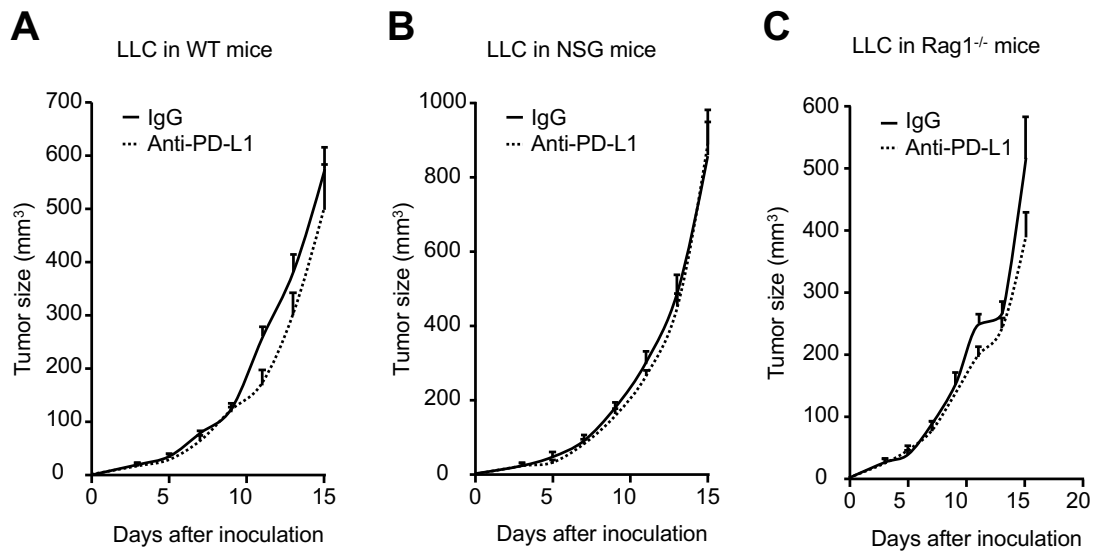 A
LLC in WT mice
IgG
Anti-PD-L1
Tumor size (mm³)
700
600
500
400
300
200
100
0
0 5 10 15
Days after inoculation
B
LLC in NSG mice
IgG
Anti-PD-L1
Tumor size (mm³)
1000
800
600
400
200
0
0 5 10 15
Days after inoculation
C
LLC in Rag1⁻/⁻ mice
IgG
Anti-PD-L1
Tumor size (mm³)
600
500
400
300
200
100
0
0 5 10 15 20
Days after inoculation